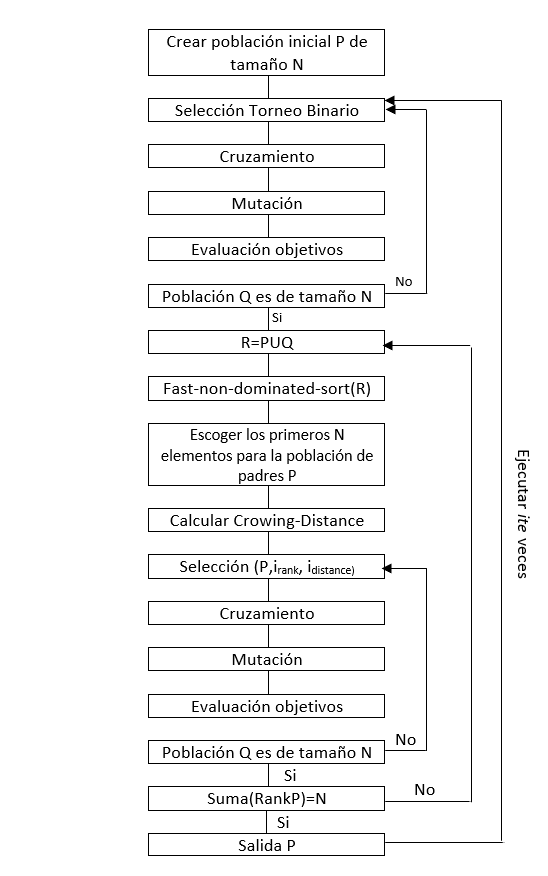 Crear población inicial P de
tamaño N
Selección Torneo Binario
Cruzamiento
Mutación
Evaluación objetivos
No
Población Q es de tamaño N
Si
R=PUQ
Fast-non-dominated-sort(R)
Escoger los primeros N
elementos para la población de
padres P
Calcular Crowing-Distance
Selección (P,irank, idistance)
Cruzamiento
Mutación
Evaluación objetivos
No
Población Q es de tamaño N
Si
No
Suma(RankP)=N
Si
Salida P
Ejecutar ite veces